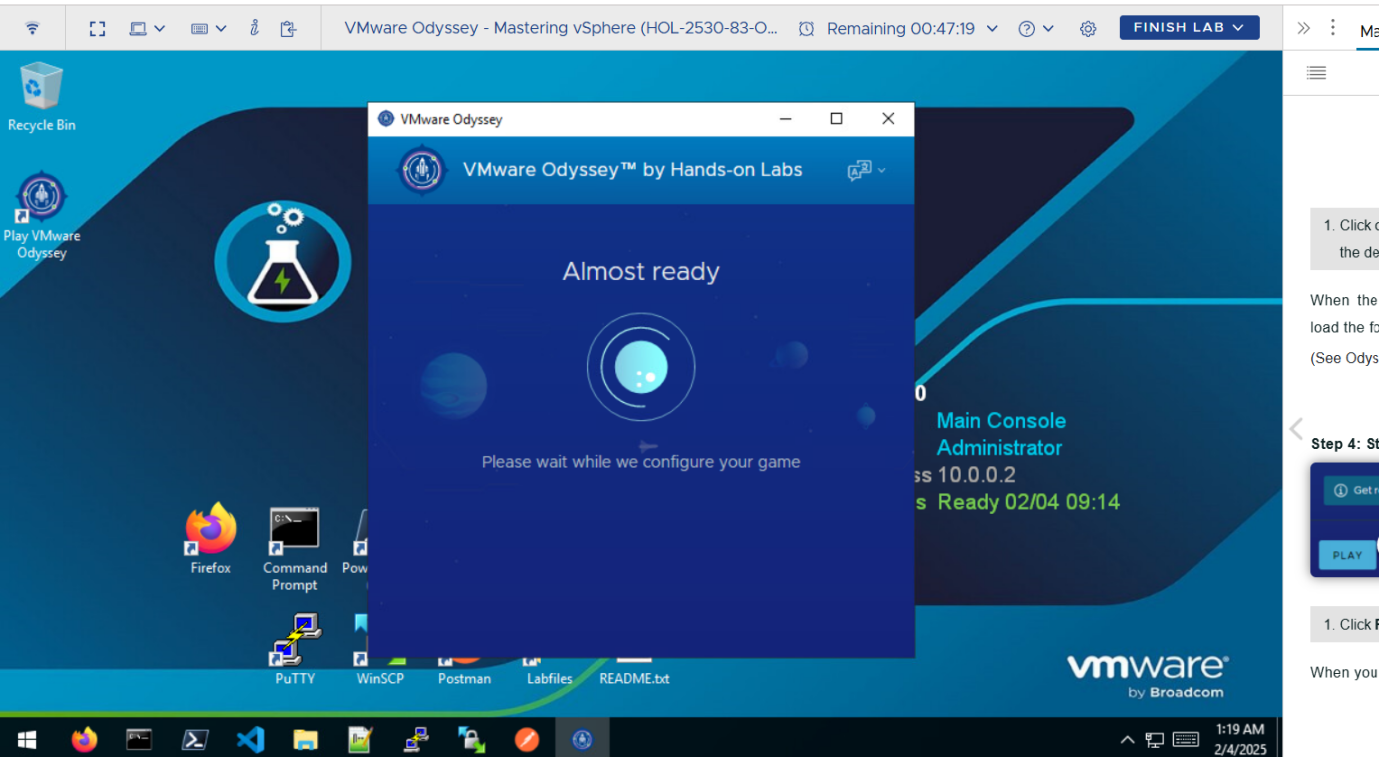 VMware Odyssey - Mastering vSphere (HOL-2530-83-O...
Remaining 00:47:19
FINISH LAB
Ma
Recycle Bin
Play VMware
Odyssey
VMware Odyssey
VMware Odyssey™ by Hands-on Labs
Almost ready
Please wait while we configure your game
0
Main Console
Administrator
ss 10.0.0.2
s Ready 02/04 09:14
Firefox
Command
Prompt
Pow
PuTTY
WinSCP
Postman
Labfiles
README.txt
vmware®
by Broadcom
1:19 AM
2/4/2025
1. Click
the de
When the
load the fo
(See Odys
Step 4: St
Get r
PLAY
1. Click
When you